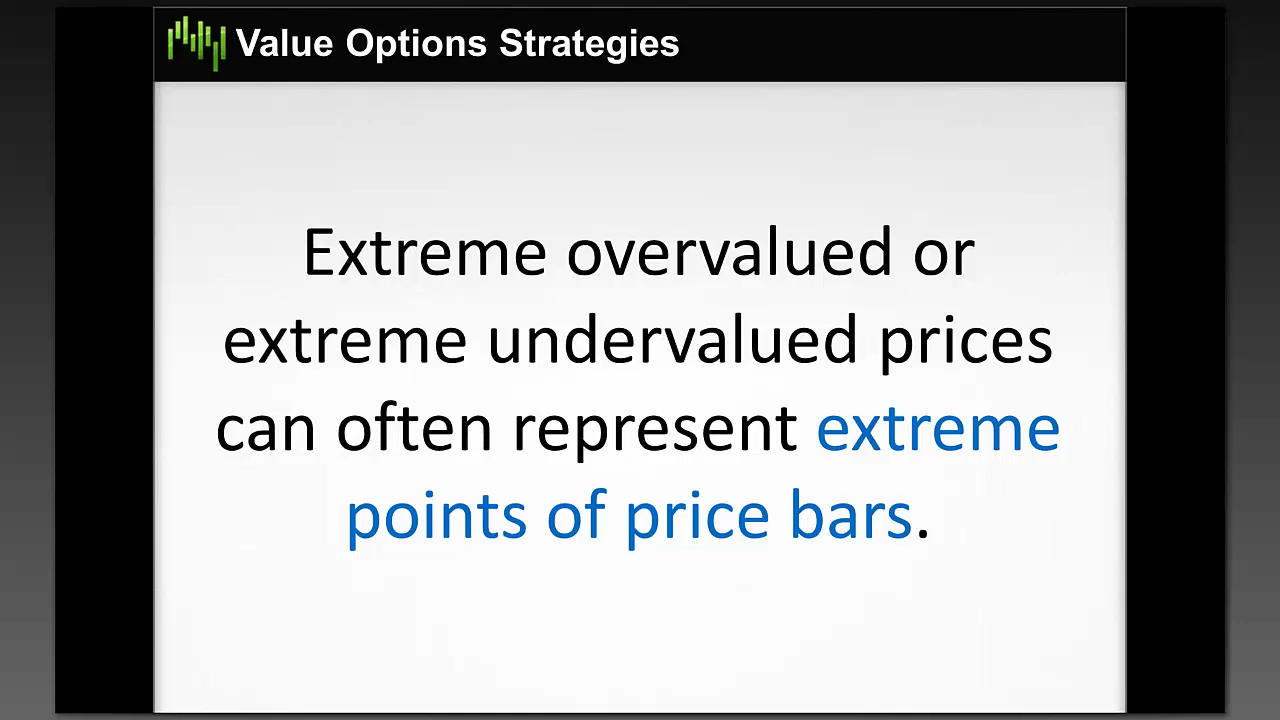 Value Options Strategies
Extreme overvalued or
extreme undervalued prices
can often represent extreme
points of price bars.